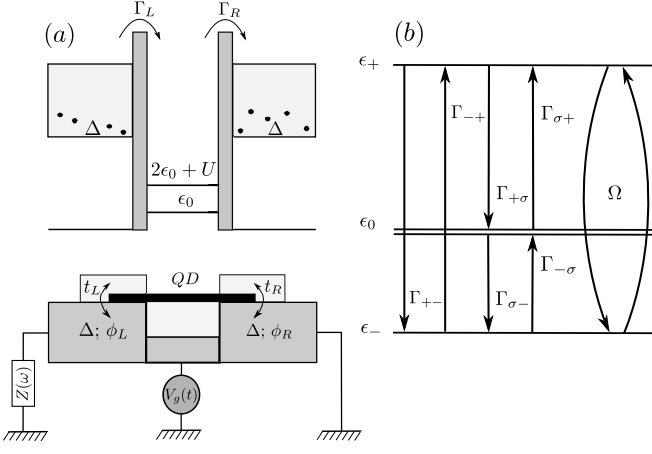 (a)
Γ_L
Γ_R
Δ
Δ
2ϵ_0 + U
ϵ_0
QD
t_L
t_R
Δ; ϕ_L
Δ; ϕ_R
Z(ω)
V_g(t)
(b)
ϵ_+
Γ_{-+}
Γ_{σ+}
Γ_{+σ}
Ω
ϵ_0
Γ_{-σ}
Γ_{+-}
Γ_{σ-}
ϵ_-